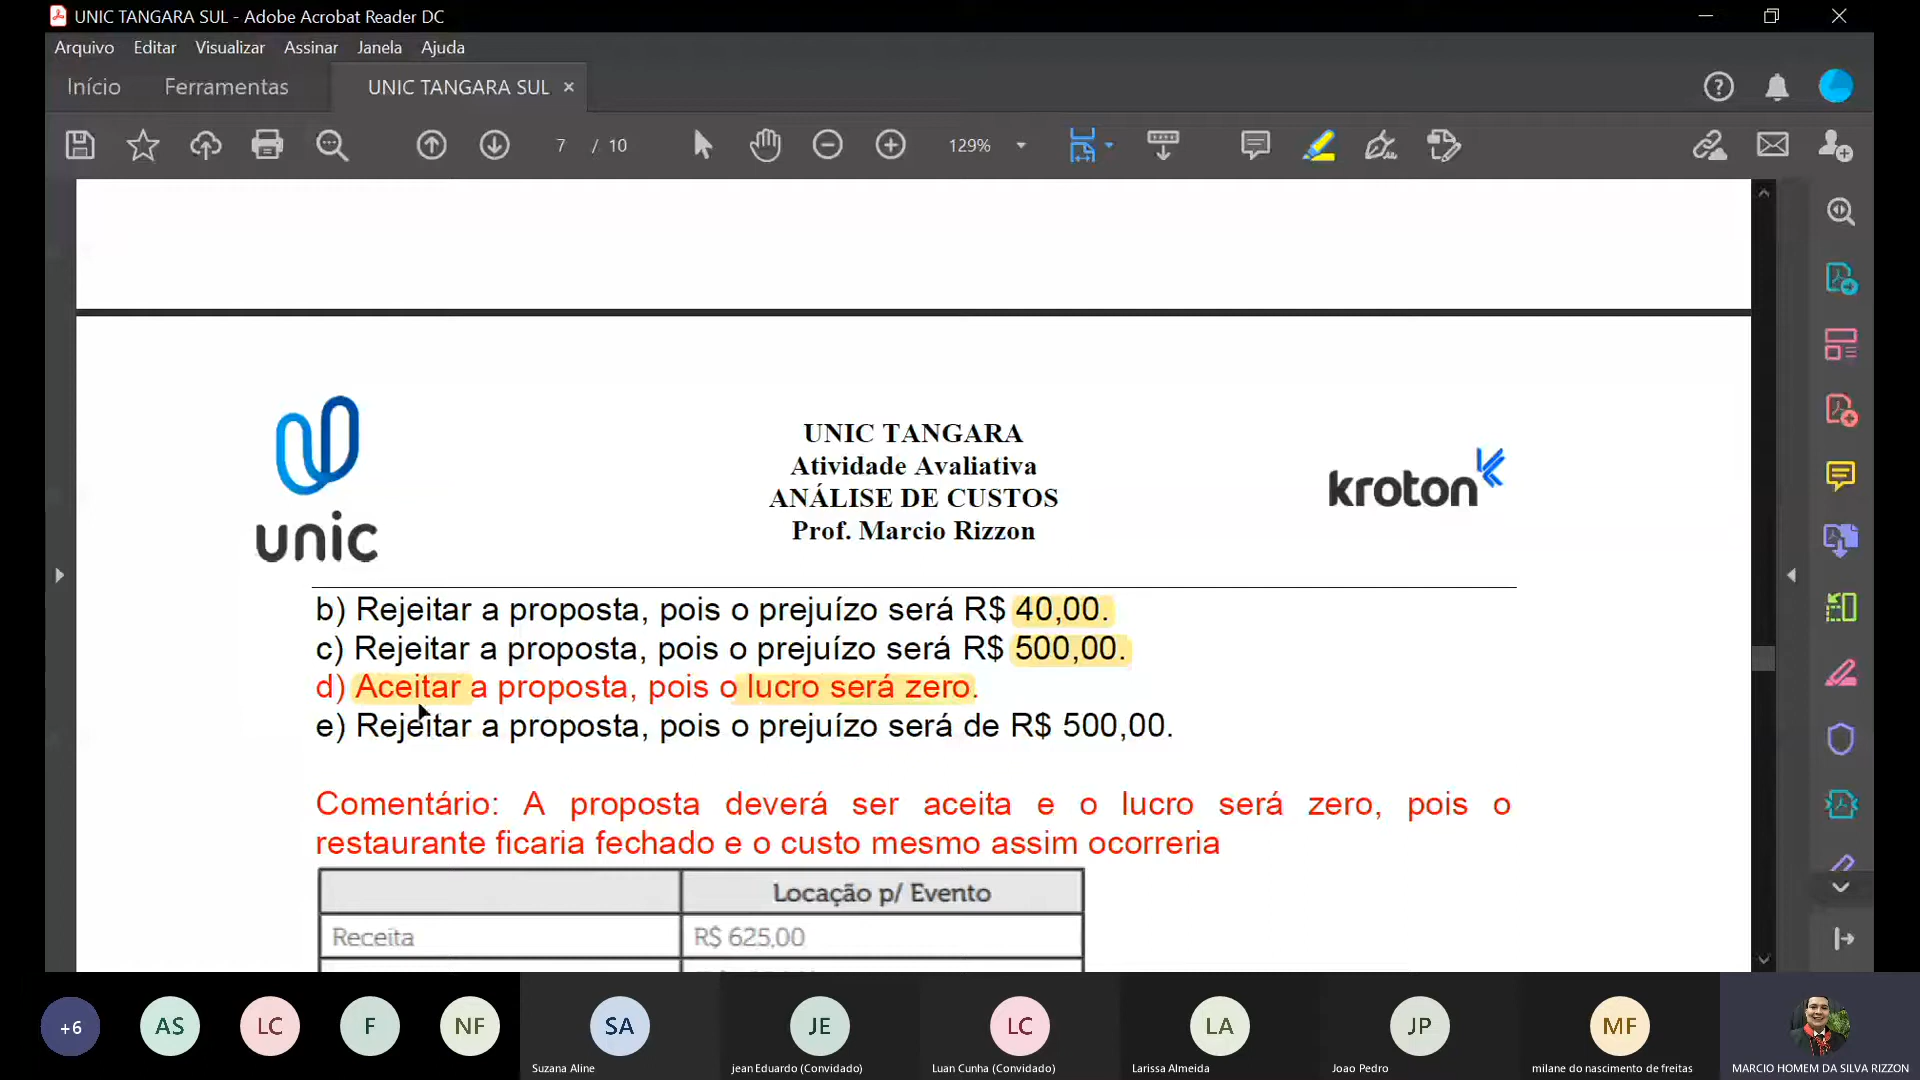 UNIC TANGARA SUL - Adobe Acrobat Reader DC
Arquivo Editar Visualizar Assinar Janela Ajuda
Início Ferramentas UNIC TANGARA SUL ×
7 / 10 129%
UNIC TANGARA
Atividade Avaliativa
ANÁLISE DE CUSTOS
Prof. Marcio Rizzon
unic
kroton
b) Rejeitar a proposta, pois o prejuízo será R$ 40,00.
c) Rejeitar a proposta, pois o prejuízo será R$ 500,00.
d) Aceitar a proposta, pois o lucro será zero.
e) Rejeitar a proposta, pois o prejuízo será de R$ 500,00.
Comentário: A proposta deverá ser aceita e o lucro será zero, pois o
restaurante ficaria fechado e o custo mesmo assim ocorreria
Locação p/ Evento
Receita R$ 625,00
+6 AS LC F NF SA JE LC LA JP MF
Suzana Aline jean Eduardo (Convidado) Luan Cunha (Convidado) Larissa Almeida Joao Pedro milane do nascimento de freitas MARCIO HOMEM DA SILVA RIZZON